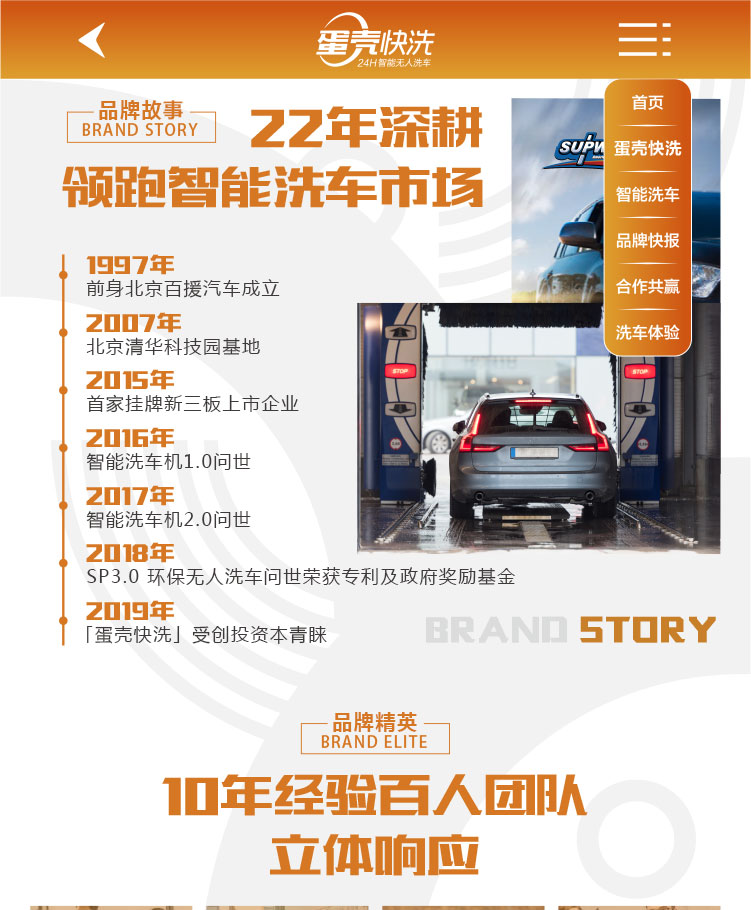 蛋壳快洗
24H智能无人洗车
首页
蛋壳快洗
智能洗车
品牌快报
合作共赢
洗车体验
品牌故事
BRAND STORY
22年深耕
领跑智能洗车市场
SUPW
1997年
前身北京百援汽车成立
2007年
北京清华科技园基地
2015年
首家挂牌新三板上市企业
2016年
智能洗车机1.0问世
2017年
智能洗车机2.0问世
2018年
SP3.0 环保无人洗车问世荣获专利及政府奖励基金
2019年
「蛋壳快洗」受创投资本青睐
STOP
STOP
BRAND STORY
品牌精英
BRAND ELITE
10年经验百人团队
立体响应